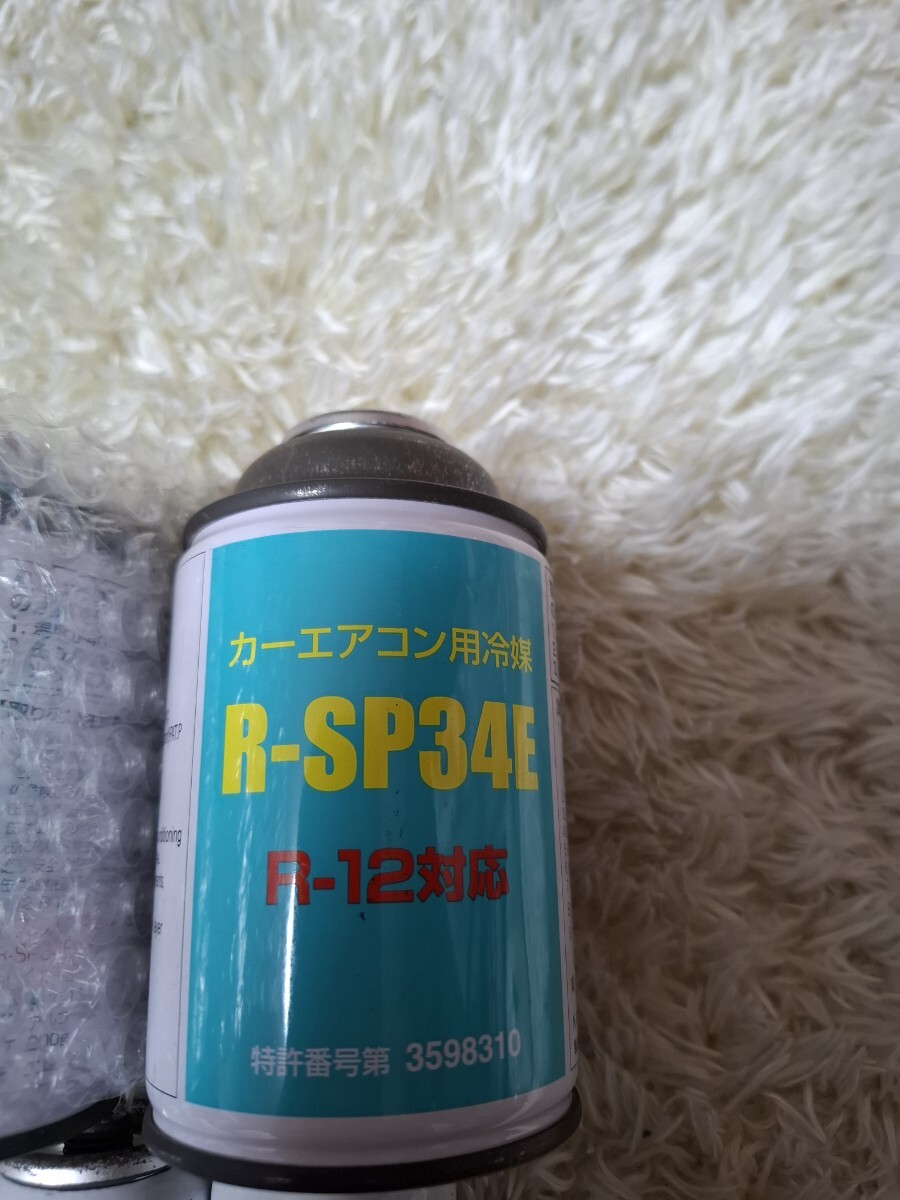 カーエアコン用冷媒
R-SP34E
R-12対応
特許番号第 3598310